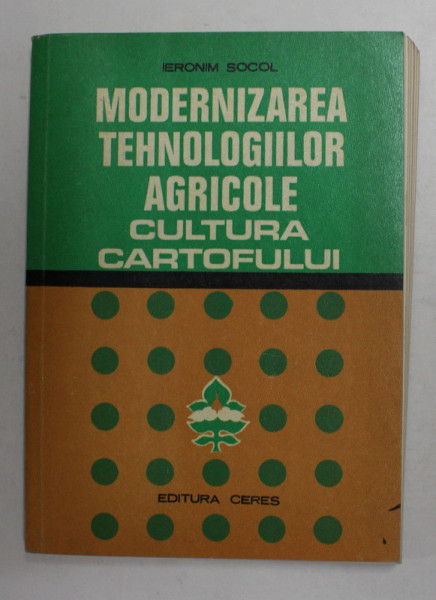 IERONIM SOCOL
MODERNIZAREA
TEHNOLOGIILOR
AGRICOLE
CULTURA
CARTOFULUI
EDITURA CERES